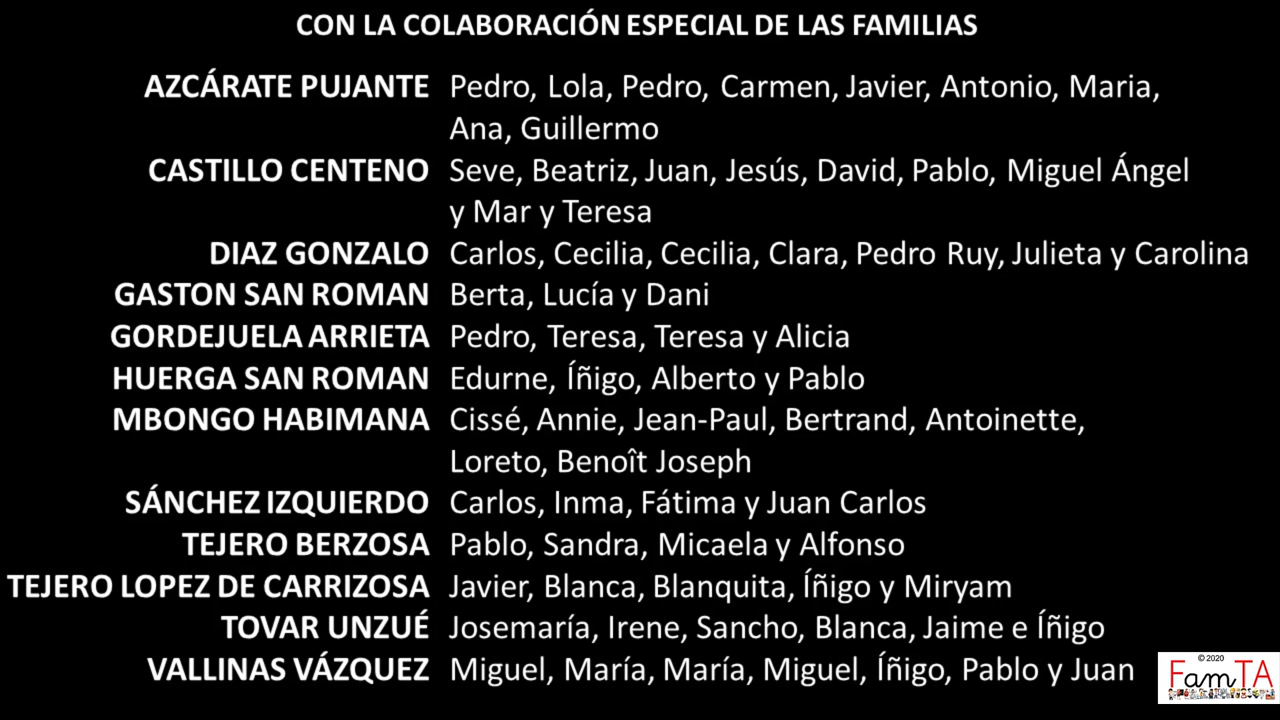 CON LA COLABORACIÓN ESPECIAL DE LAS FAMILIAS
AZCÁRATE PUJANTE Pedro, Lola, Pedro, Carmen, Javier, Antonio, Maria,
Ana, Guillermo
CASTILLO CENTENO Seve, Beatriz, Juan, Jesús, David, Pablo, Miguel Ángel
y Mar y Teresa
DIAZ GONZALO Carlos, Cecilia, Cecilia, Clara, Pedro Ruy, Julieta y Carolina
GASTON SAN ROMAN Berta, Lucía y Dani
GORDEJUELA ARRIETA Pedro, Teresa, Teresa y Alicia
HUERGA SAN ROMAN Edurne, Íñigo, Alberto y Pablo
MBONGO HABIMANA Cissé, Annie, Jean-Paul, Bertrand, Antoinette,
Loreto, Benoît Joseph
SÁNCHEZ IZQUIERDO Carlos, Inma, Fátima y Juan Carlos
TEJERO BERZOSA Pablo, Sandra, Micaela y Alfonso
TEJERO LOPEZ DE CARRIZOSA Javier, Blanca, Blanquita, Íñigo y Miryam
TOVAR UNZUÉ Josemaría, Irene, Sancho, Blanca, Jaime e Íñigo
VALLINAS VÁZQUEZ Miguel, María, María, Miguel, Íñigo, Pablo y Juan
© 2020
FamTA